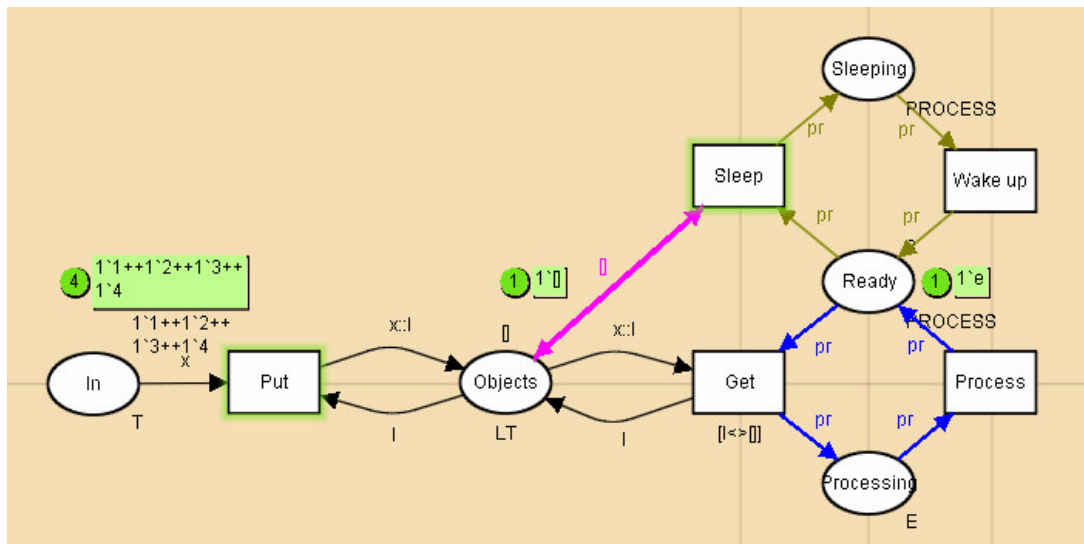 Sleeping
PROCESS
pr
pr
Sleep
Wake up
pr
pr
[]
4
1`1++1`2++1`3++
1`4
1
1`[]
Ready
1
1`e
1`1++1`2++
1`3++1`4
x::l
[]
x::l
PROCESS
pr
pr
x
In
Put
Objects
Get
Process
T
l
LT
l
[l<>[]]
pr
pr
Processing
E